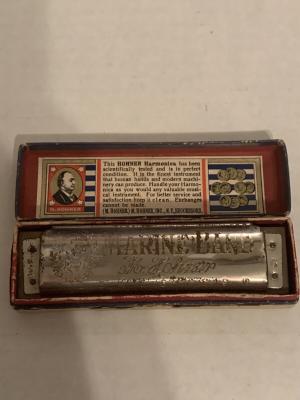 This HOHNER Harmonica has been
scientifically tested and is in perfect
condition. It is the finest instrument
that human hands and modern machi-
nery can produce. Handle your Harmo-
nica as you would any valuable musi-
cal instrument. For better service and
satisfaction keep it clean. Exchanges
cannot be made.
M. HOHNER
MARINE BAND
M. Hohner